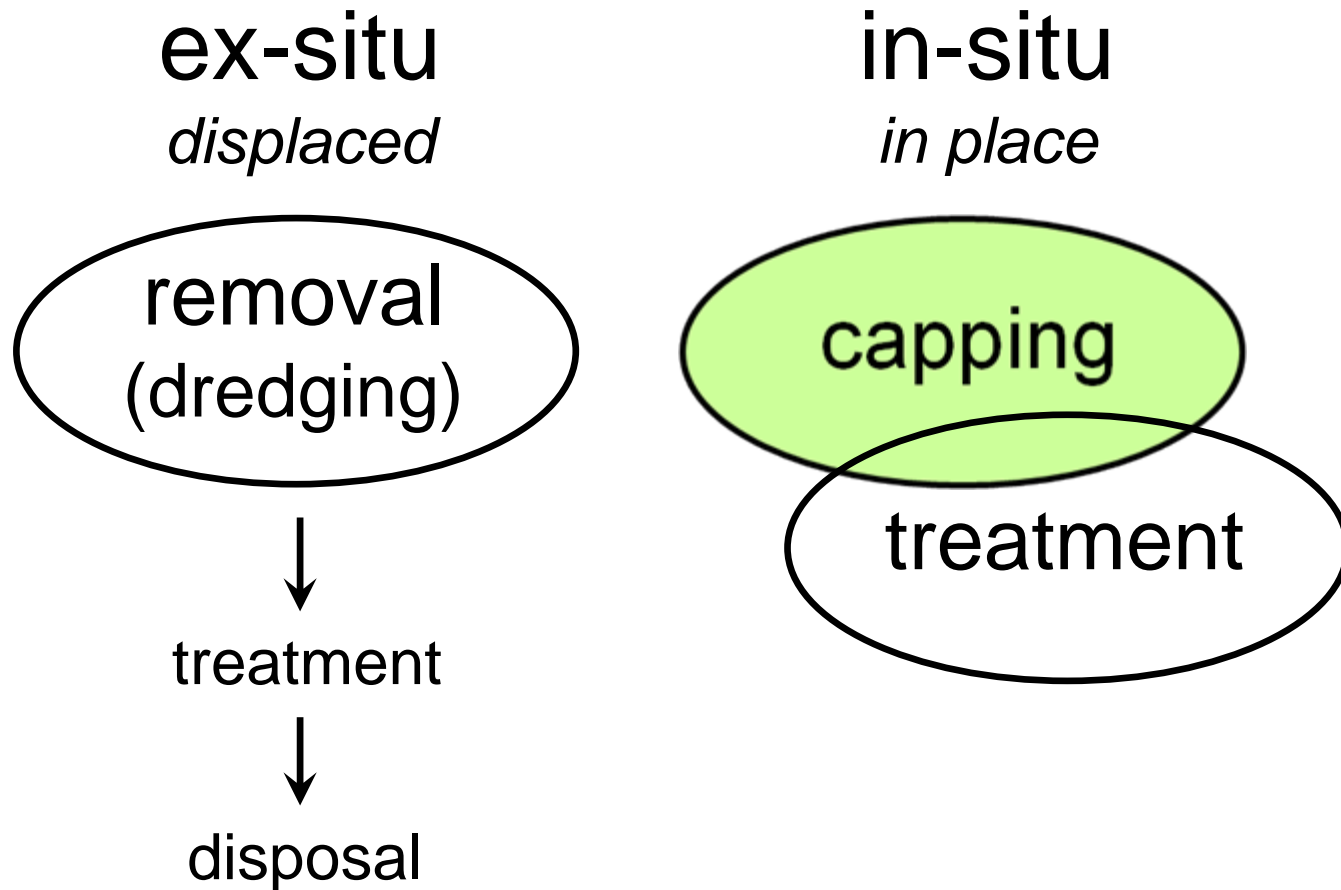 ex-situ
displaced
removal
(dredging)
treatment
disposal
in-situ
in place
capping
treatment